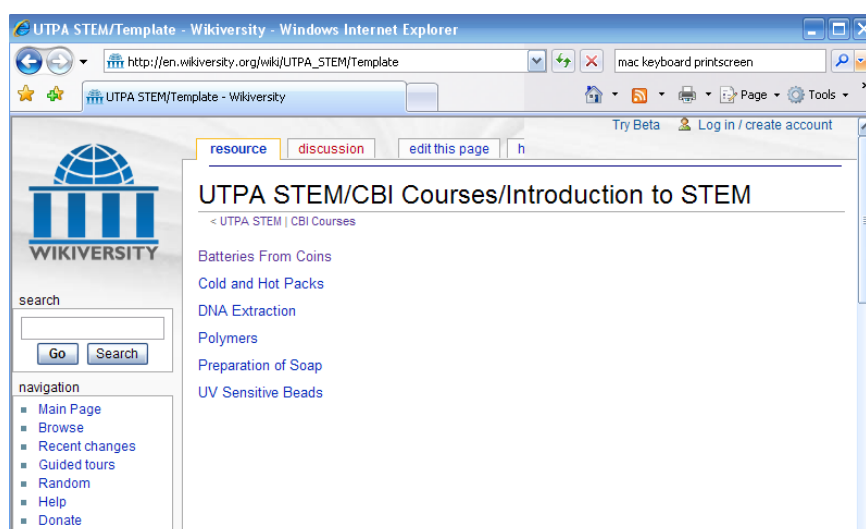 UTPA STEM/Template - Wikiversity - Windows Internet Explorer
http://en.wikiversity.org/wiki/UTPA_STEM/Template
mac keyboard printscreen
UTPA STEM/Template - Wikiversity
Page
Tools
Try Beta
Log in / create account
resource
discussion
edit this page
h
UTPA STEM/CBI Courses/Introduction to STEM
< UTPA STEM | CBI Courses
WIKIVERSITY
Batteries From Coins
Cold and Hot Packs
DNA Extraction
Polymers
Preparation of Soap
UV Sensitive Beads
search
Go
Search
navigation
Main Page
Browse
Recent changes
Guided tours
Random
Help
Donate